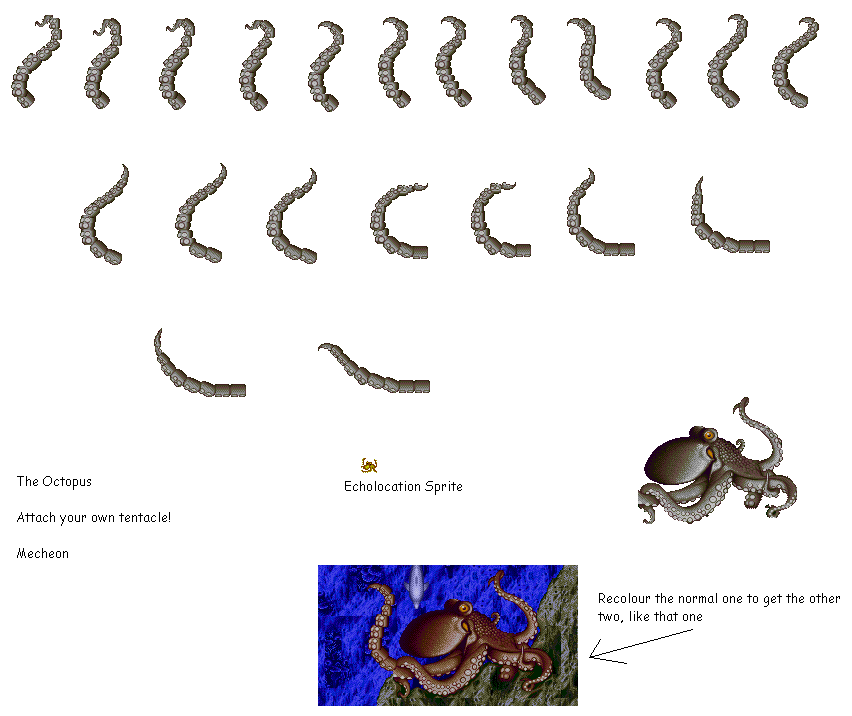 The Octopus
Attach your own tentacle!
Mecheon
Echolocation Sprite
Recolour the normal one to get the other
two, like that one